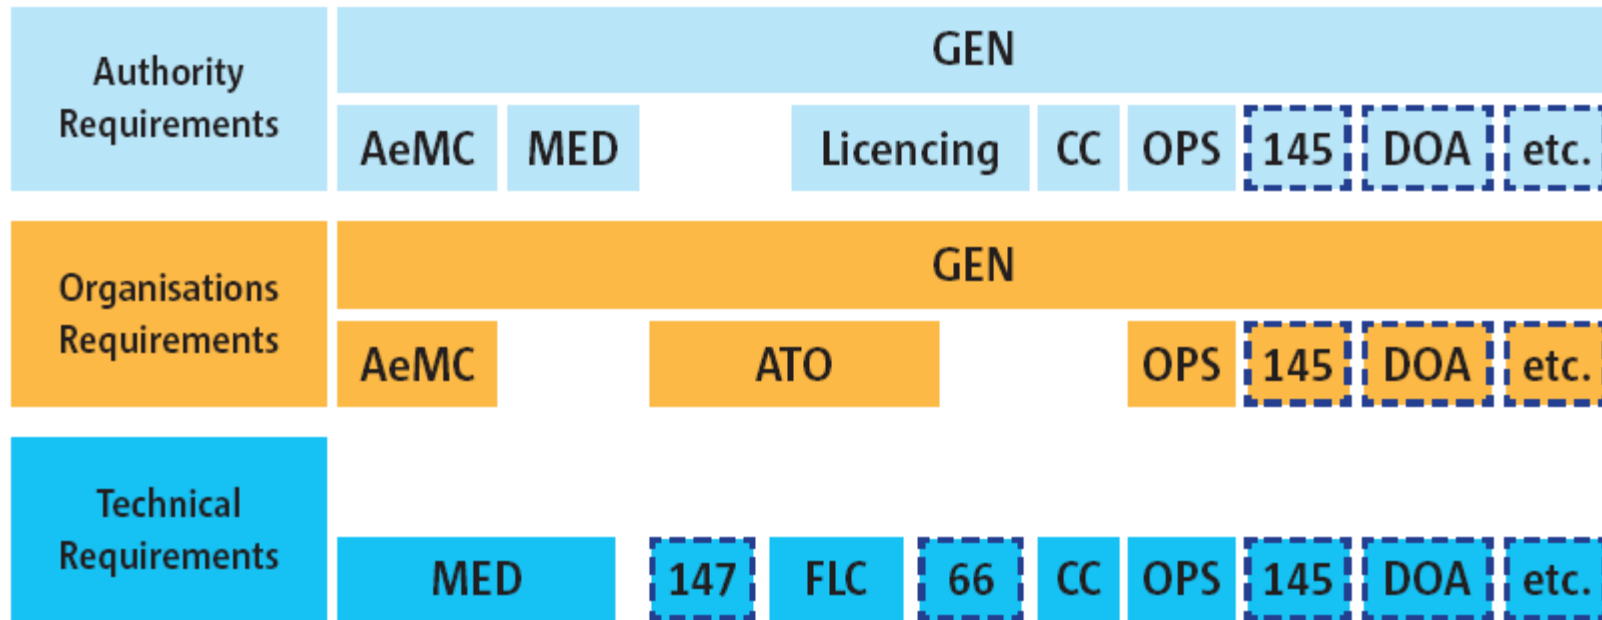 Authority
Requirements
GEN
AeMC MED Licencing CC OPS 145 DOA etc.
Organisations
Requirements
GEN
AeMC ATO OPS 145 DOA etc.
Technical
Requirements
MED 147 FLC 66 CC OPS 145 DOA etc.